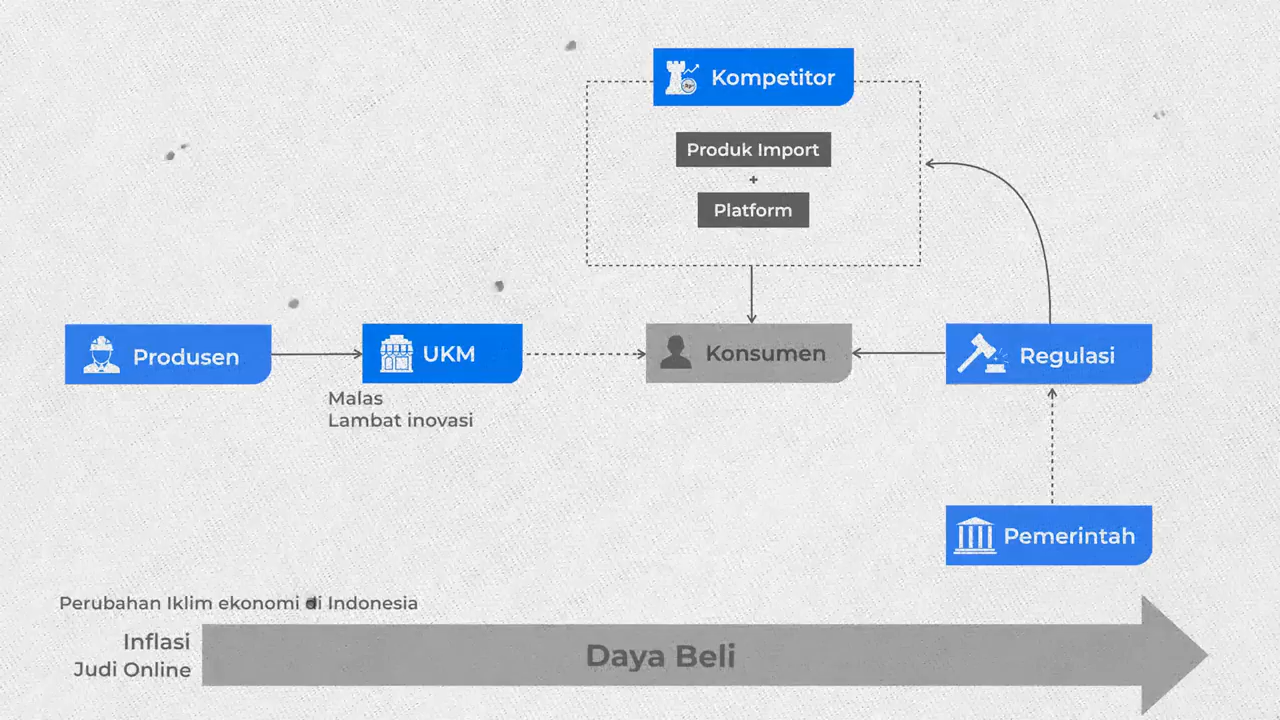 Kompetitor
Produk Import
+
Platform
Produsen
UKM
Konsumen
Regulasi
Malas
Lambat inovasi
Pemerintah
Perubahan Iklim ekonomi di Indonesia
Inflasi
Judi Online
Daya Beli